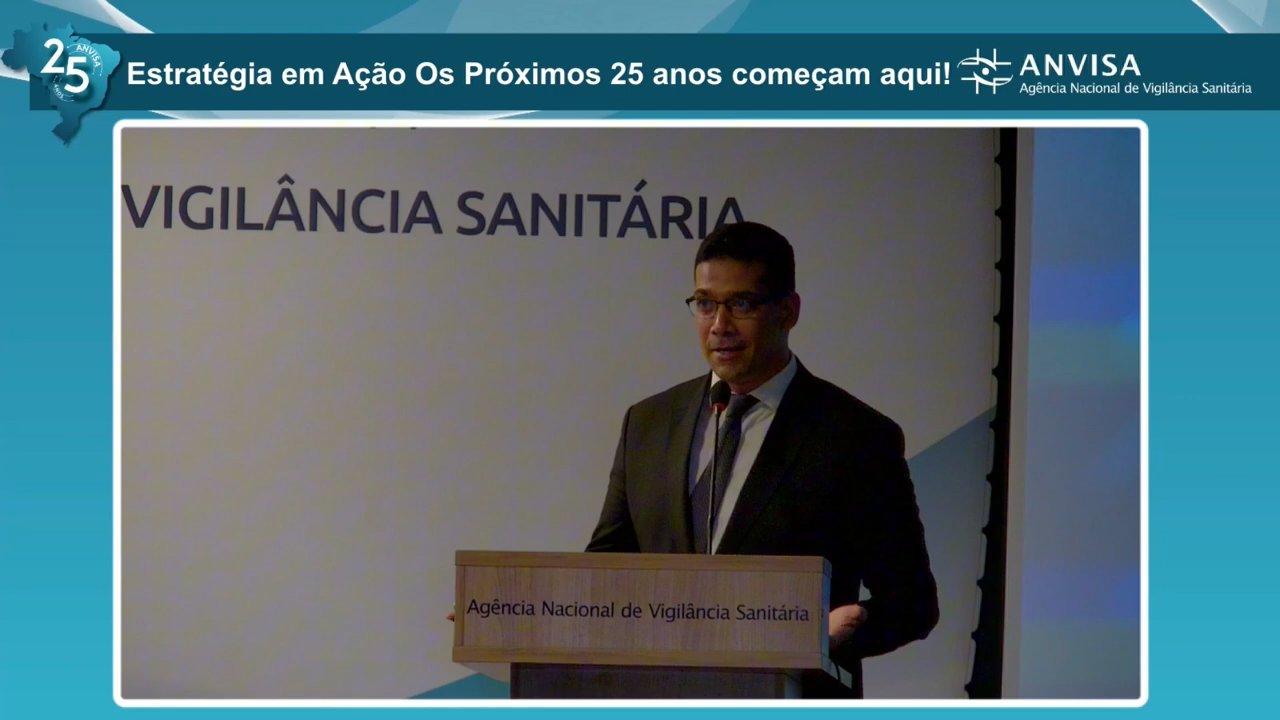 25
ANVISA
ANOS
Estratégia em Ação Os Próximos 25 anos começam aqui!
ANVISA
Agência Nacional de Vigilância Sanitária
VIGILÂNCIA SANITÁRIA
Agência Nacional de Vigilância Sanitária